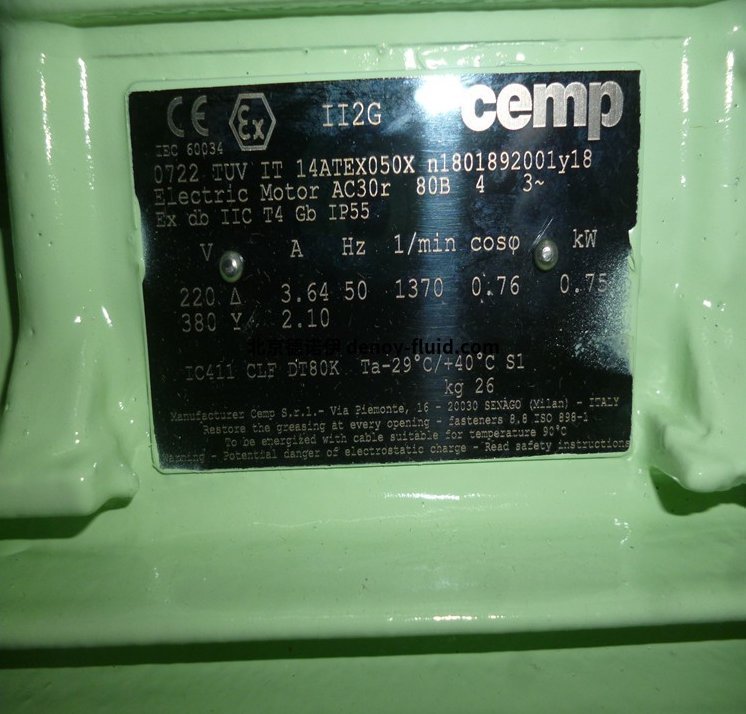 CE Ex II2G cemp
IEC 60034
0722 TUV IT 14ATEX050X n1801892001y18
Electric Motor AC30r 80B 4 3~
Ex db IIC T4 Gb IP55
V A Hz 1/min cosφ kW
220 Δ 3.64 50 1370 0.76 0.75
380 Y 2.10
北京德诺伊 denoy-fluid.com
IC411 CLF DT80K Ta-29°C/+40°C S1
kg 26
Manufacturer Cemp S.r.l.- Via Piemonte, 16 - 20030 SENAGO (Milan) - ITALY
Restore the greasing at every opening - fasteners 8,8 ISO 898-1
To be energized with cable suitable for temperature 90°C
Warning - Potential danger of electrostatic charge - Read safety instructions